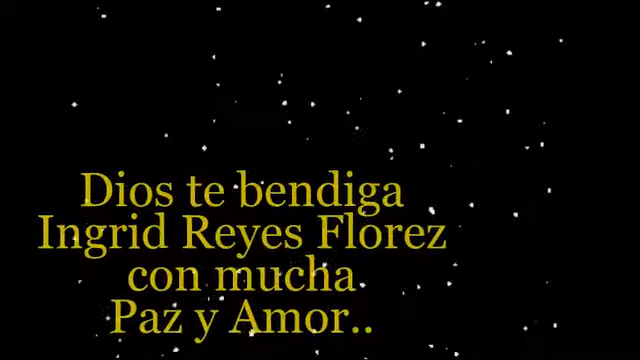 Dios te bendiga
Ingrid Reyes Florez
con mucha
Paz y Amor..